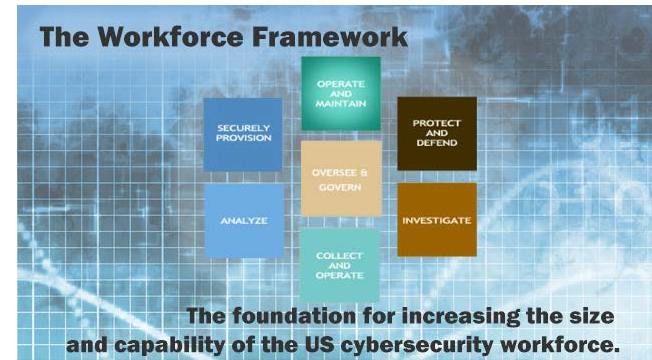 The Workforce Framework
OPERATE
AND
MAINTAIN
SECURELY
PROVISION
PROTECT
AND
DEFEND
OVERSEE &
GOVERN
ANALYZE
INVESTIGATE
COLLECT
AND
OPERATE
The foundation for increasing the size
and capability of the US cybersecurity workforce.